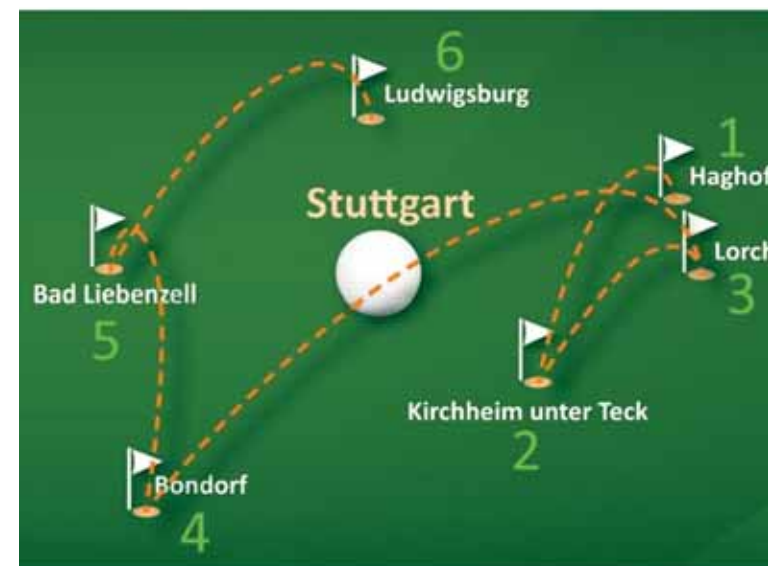 6
Ludwigsburg
1
Haghof
Stuttgart
Lorch
3
Bad Liebenzell
5
Kirchheim unter Teck
2
Bondorf
4